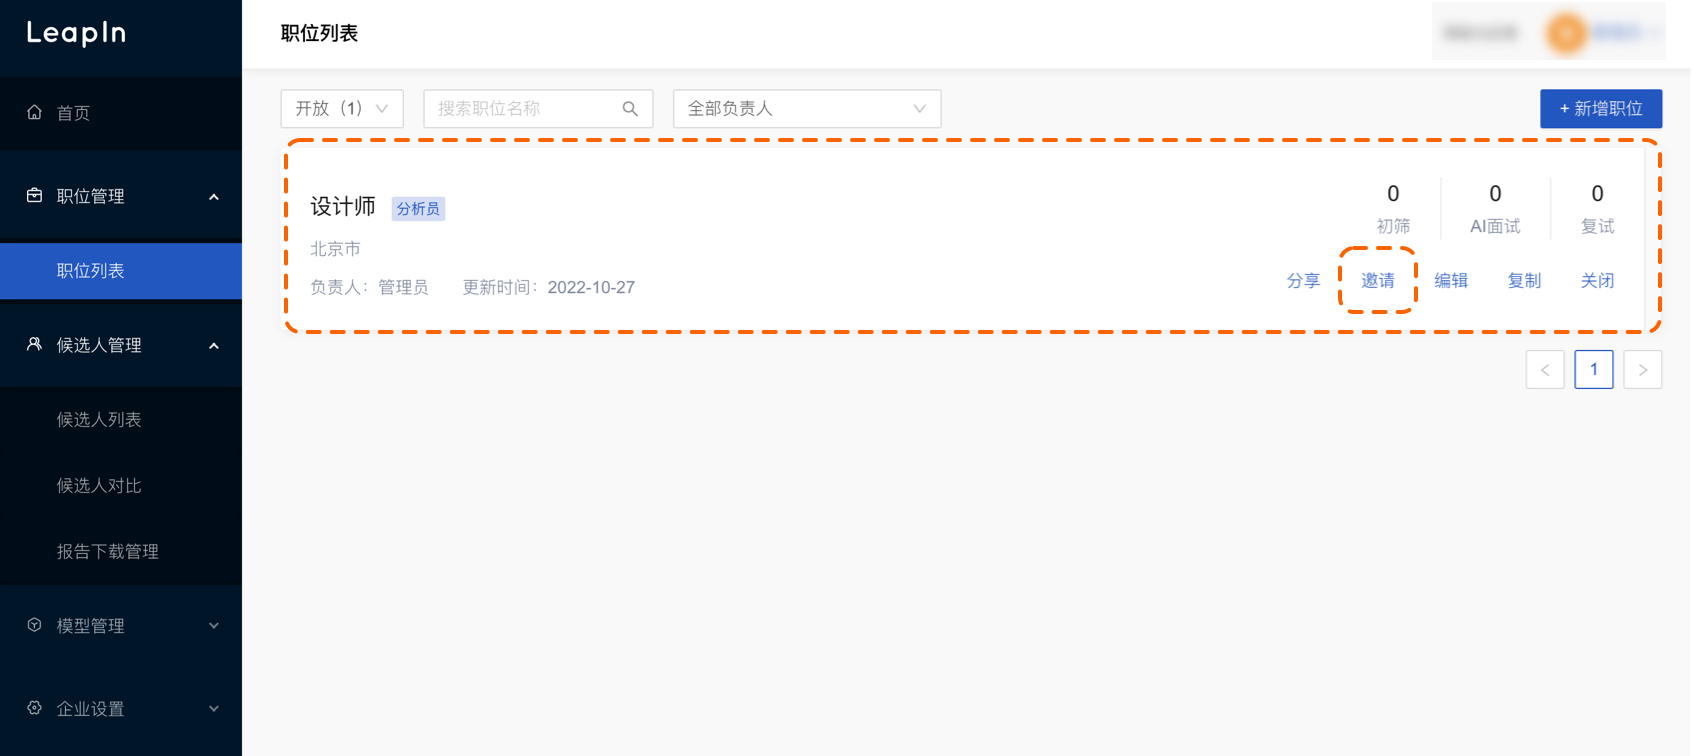 LeapIn
职位列表
首页
职位管理
职位列表
候选人管理
候选人列表
候选人对比
报告下载管理
模型管理
企业设置
开放（1）
搜索职位名称
全部负责人
+ 新增职位
设计师 分析员
北京市
负责人：管理员 更新时间：2022-10-27
0 0 0
初筛 AI面试 复试
分享 邀请 编辑 复制 关闭
1